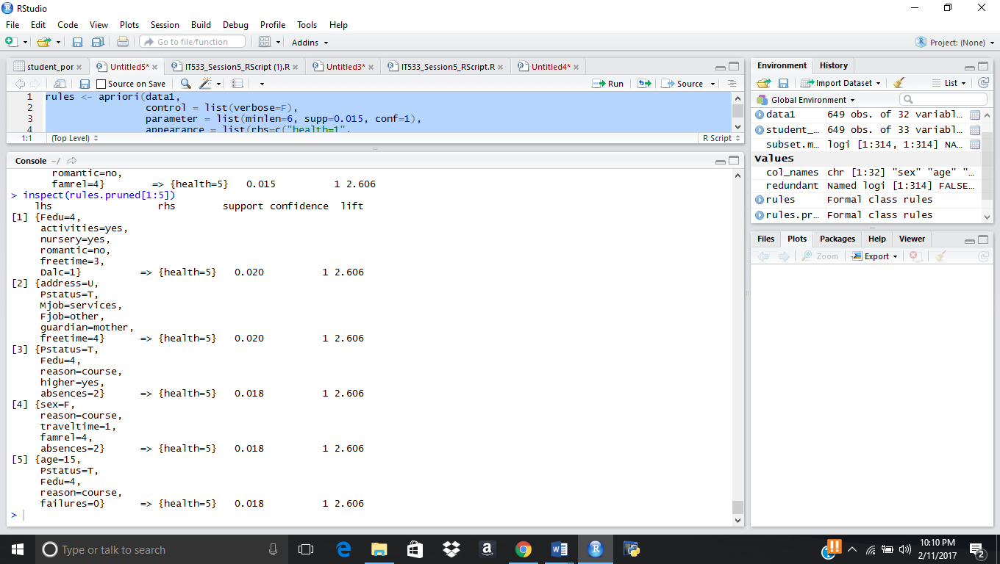 RStudio
File Edit Code View Plots Session Build Debug Profile Tools Help
Go to file/function Addins Project: (None)
student_por Untitled5* IT533_Session5_RScript (1).R Untitled3* IT533_Session5_RScript.R Untitled4*
Source on Save Run Source
1 rules <- apriori(data1,
2 control = list(verbose=F),
3 parameter = list(minlen=6, supp=0.015, conf=1),
4 appearance = list(rhs=c("health=1",
1:1 (Top Level) R Script
Console ~/
romantic=no,
famrel=4} => {health=5} 0.015 1 2.606
> inspect(rules.pruned[1:5])
lhs rhs support confidence lift
[1] {Fedu=4,
activities=yes,
nursery=yes,
romantic=no,
freetime=3,
Dalc=1} => {health=5} 0.020 1 2.606
[2] {address=U,
Pstatus=T,
Mjob=services,
Fjob=other,
guardian=mother,
freetime=4} => {health=5} 0.020 1 2.606
[3] {Pstatus=T,
Fedu=4,
reason=course,
higher=yes,
absences=2} => {health=5} 0.018 1 2.606
[4] {sex=F,
reason=course,
traveltime=1,
famrel=4,
absences=2} => {health=5} 0.018 1 2.606
[5] {age=15,
Pstatus=T,
Fedu=4,
reason=course,
failures=0} => {health=5} 0.018 1 2.606
>
Environment History
Import Dataset List
Global Environment
data1 649 obs. of 32 variabl…
student_… 649 obs. of 33 variabl…
subset.m… logi [1:314, 1:314] NA…
Values
col_names chr [1:32] "sex" "age" "…
redundant Named logi [1:314] FALSE…
rules Formal class rules
rules.pr… Formal class rules
Files Plots Packages Help Viewer
Zoom Export
Type or talk to search
10:10 PM
2/11/2017
2